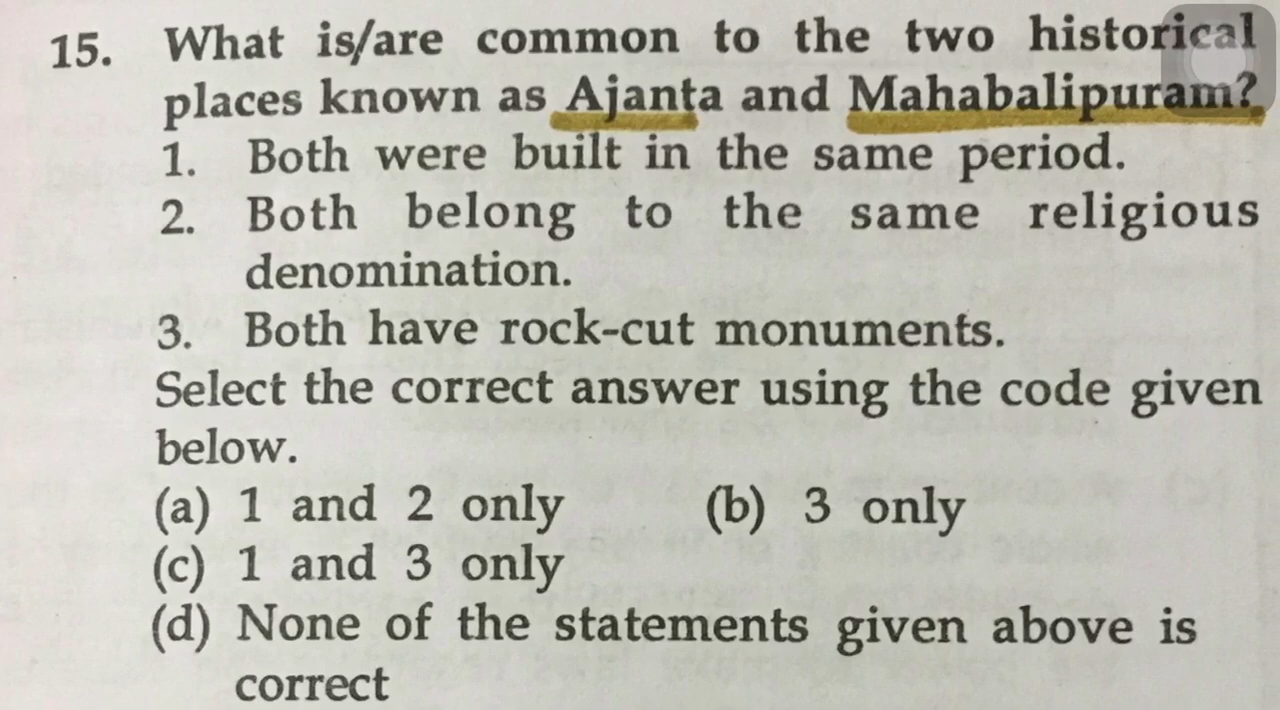 15. What is/are common to the two historical
places known as Ajanta and Mahabalipuram?
1. Both were built in the same period.
2. Both belong to the same religious
denomination.
3. Both have rock-cut monuments.
Select the correct answer using the code given
below.
(a) 1 and 2 only (b) 3 only
(c) 1 and 3 only
(d) None of the statements given above is
correct